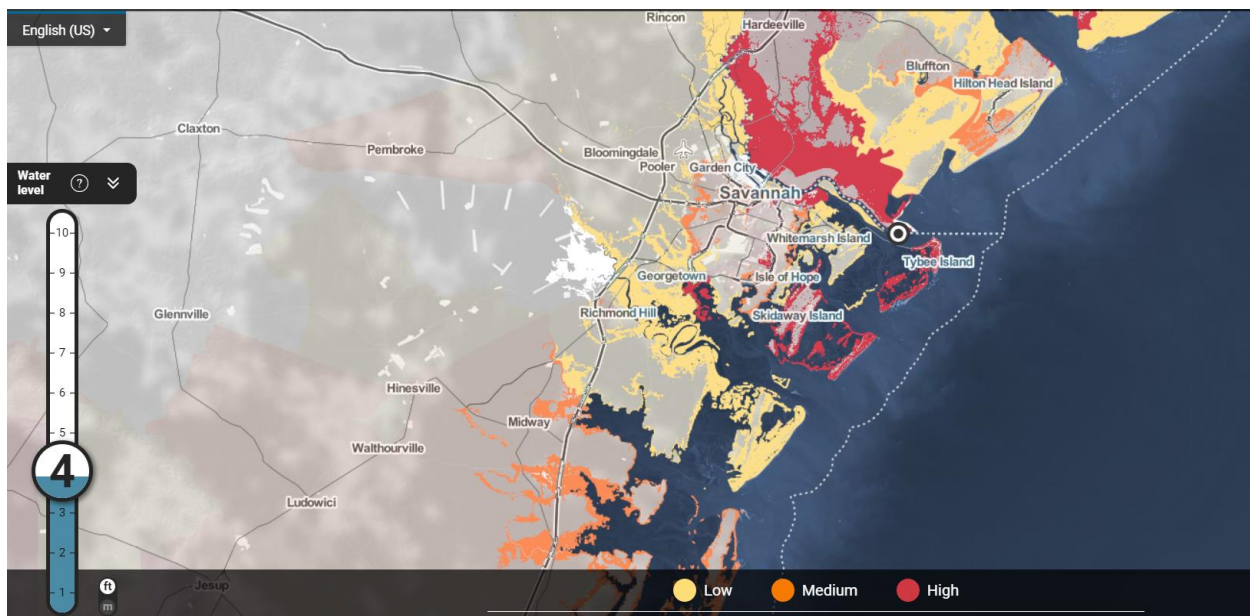 English (US)
Rincon
Hardeeville
Bluffton
Hilton Head Island
Claxton
Pembroke
Bloomingdale
Pooler
Garden City
Savannah
Water
level
?
10
9
8
7
6
5
4
3
2
1
Whitemarsh Island
Tybee Island
Georgetown
Isle of Hope
Glennville
Richmond Hill
Skidaway Island
Hinesville
Midway
Walthourville
Ludowici
Jesup
ft
m
Low
Medium
High